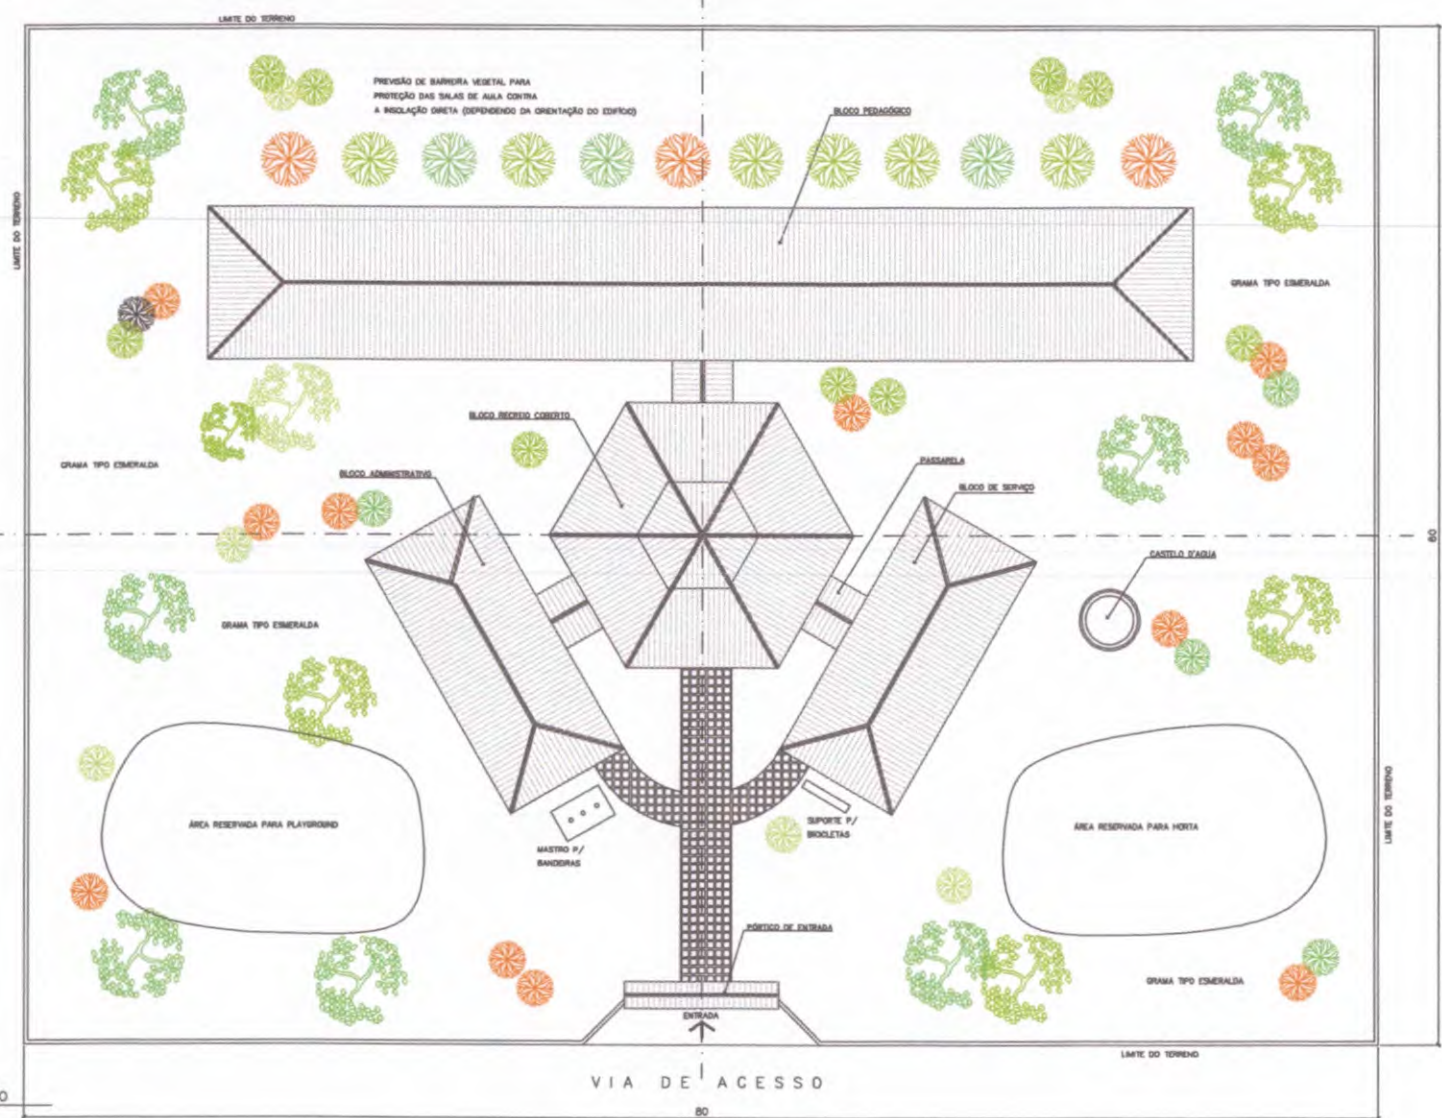 LIMITE DO TERRENO
PREVISÃO DE BARREIRA VEGETAL PARA
PROTEÇÃO DAS SALAS DE AULA CONTRA
A INSOLAÇÃO DIRETA (DEPENDENDO DA ORIENTAÇÃO DO EDIFÍCIO)
BLOCO PEDAGÓGICO
LIMITE DO TERRENO
GRAMA TIPO ESMERALDA
BLOCO RECREIO COBERTO
GRAMA TIPO ESMERALDA
BLOCO ADMINISTRATIVO
PASSARELA
BLOCO DE SERVIÇO
60
CASTELO D'AGUA
GRAMA TIPO ESMERALDA
ÁREA RESERVADA PARA PLAYGROUND
SUPORTE P/
BICICLETAS
ÁREA RESERVADA PARA HORTA
LIMITE DO TERRENO
MASTRO P/
BANDEIRAS
PÓRTICO DE ENTRADA
GRAMA TIPO ESMERALDA
ENTRADA
LIMITE DO TERRENO
VIA DE ACESSO
80